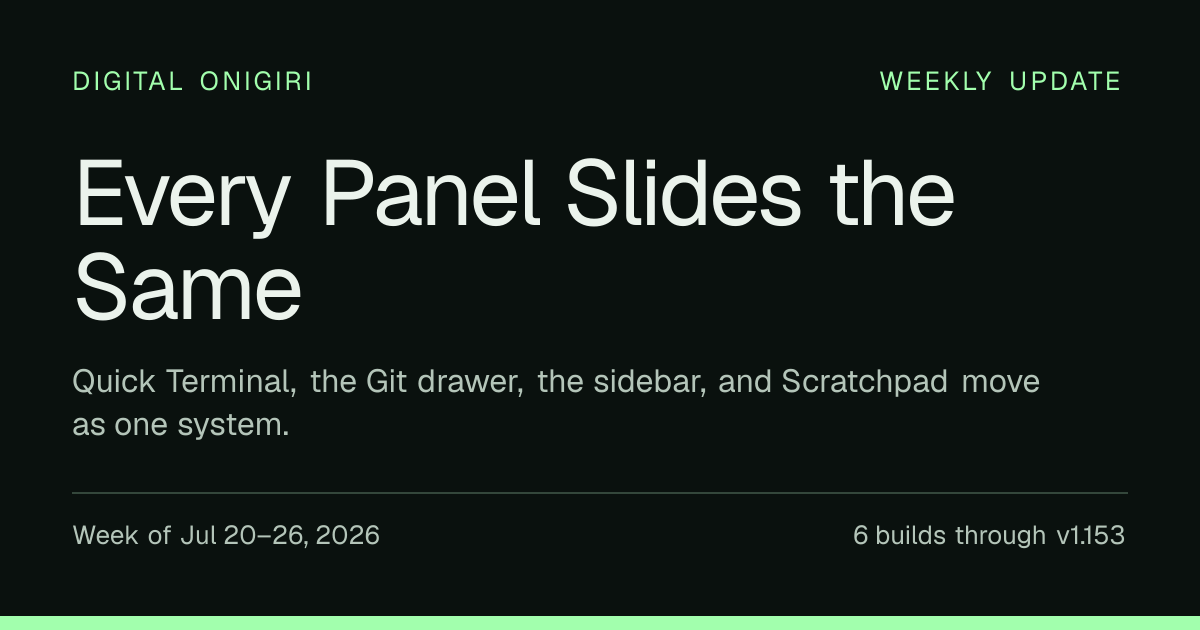 DIGITAL ONIGIRI
WEEKLY UPDATE
Every Panel Slides the
Same
Quick Terminal, the Git drawer, the sidebar, and Scratchpad move
as one system.
Week of Jul 20–26, 2026
6 builds through v1.153